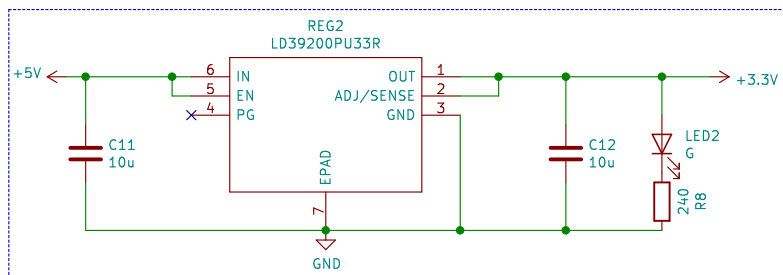 REG2
LD39200PU33R
+5V
6
IN
OUT
1
+3.3V
5
EN
ADJ/SENSE
2
4
PG
GND
3
C11
10u
C12
10u
LED2
G
EPAD
7
240
R8
GND